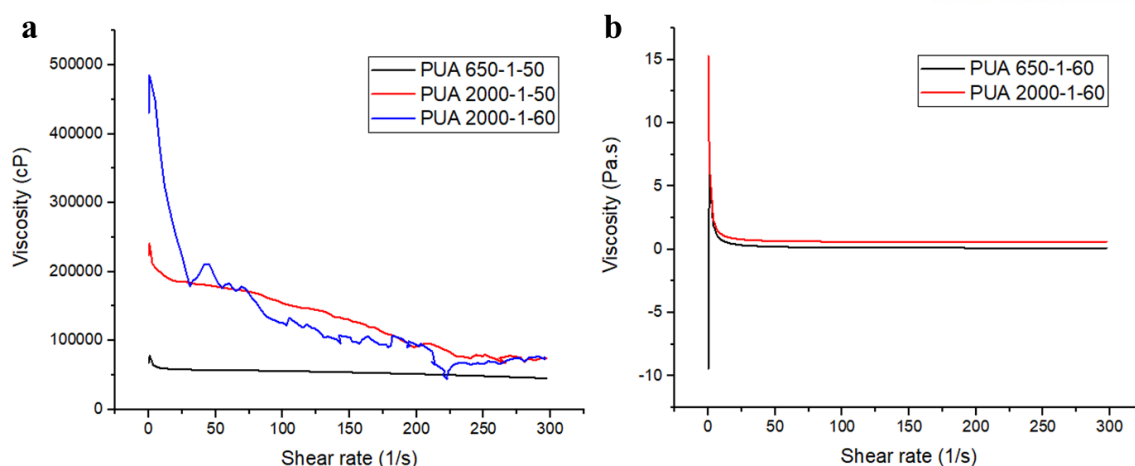 a
Viscosity (cP)
500000
400000
300000
200000
100000
0
PUA 650-1-50
PUA 2000-1-50
PUA 2000-1-60
0 50 100 150 200 250 300
Shear rate (1/s)
b
Viscosity (Pa.s)
15
10
5
0
-5
-10
PUA 650-1-60
PUA 2000-1-60
0 50 100 150 200 250 300
Shear rate (1/s)